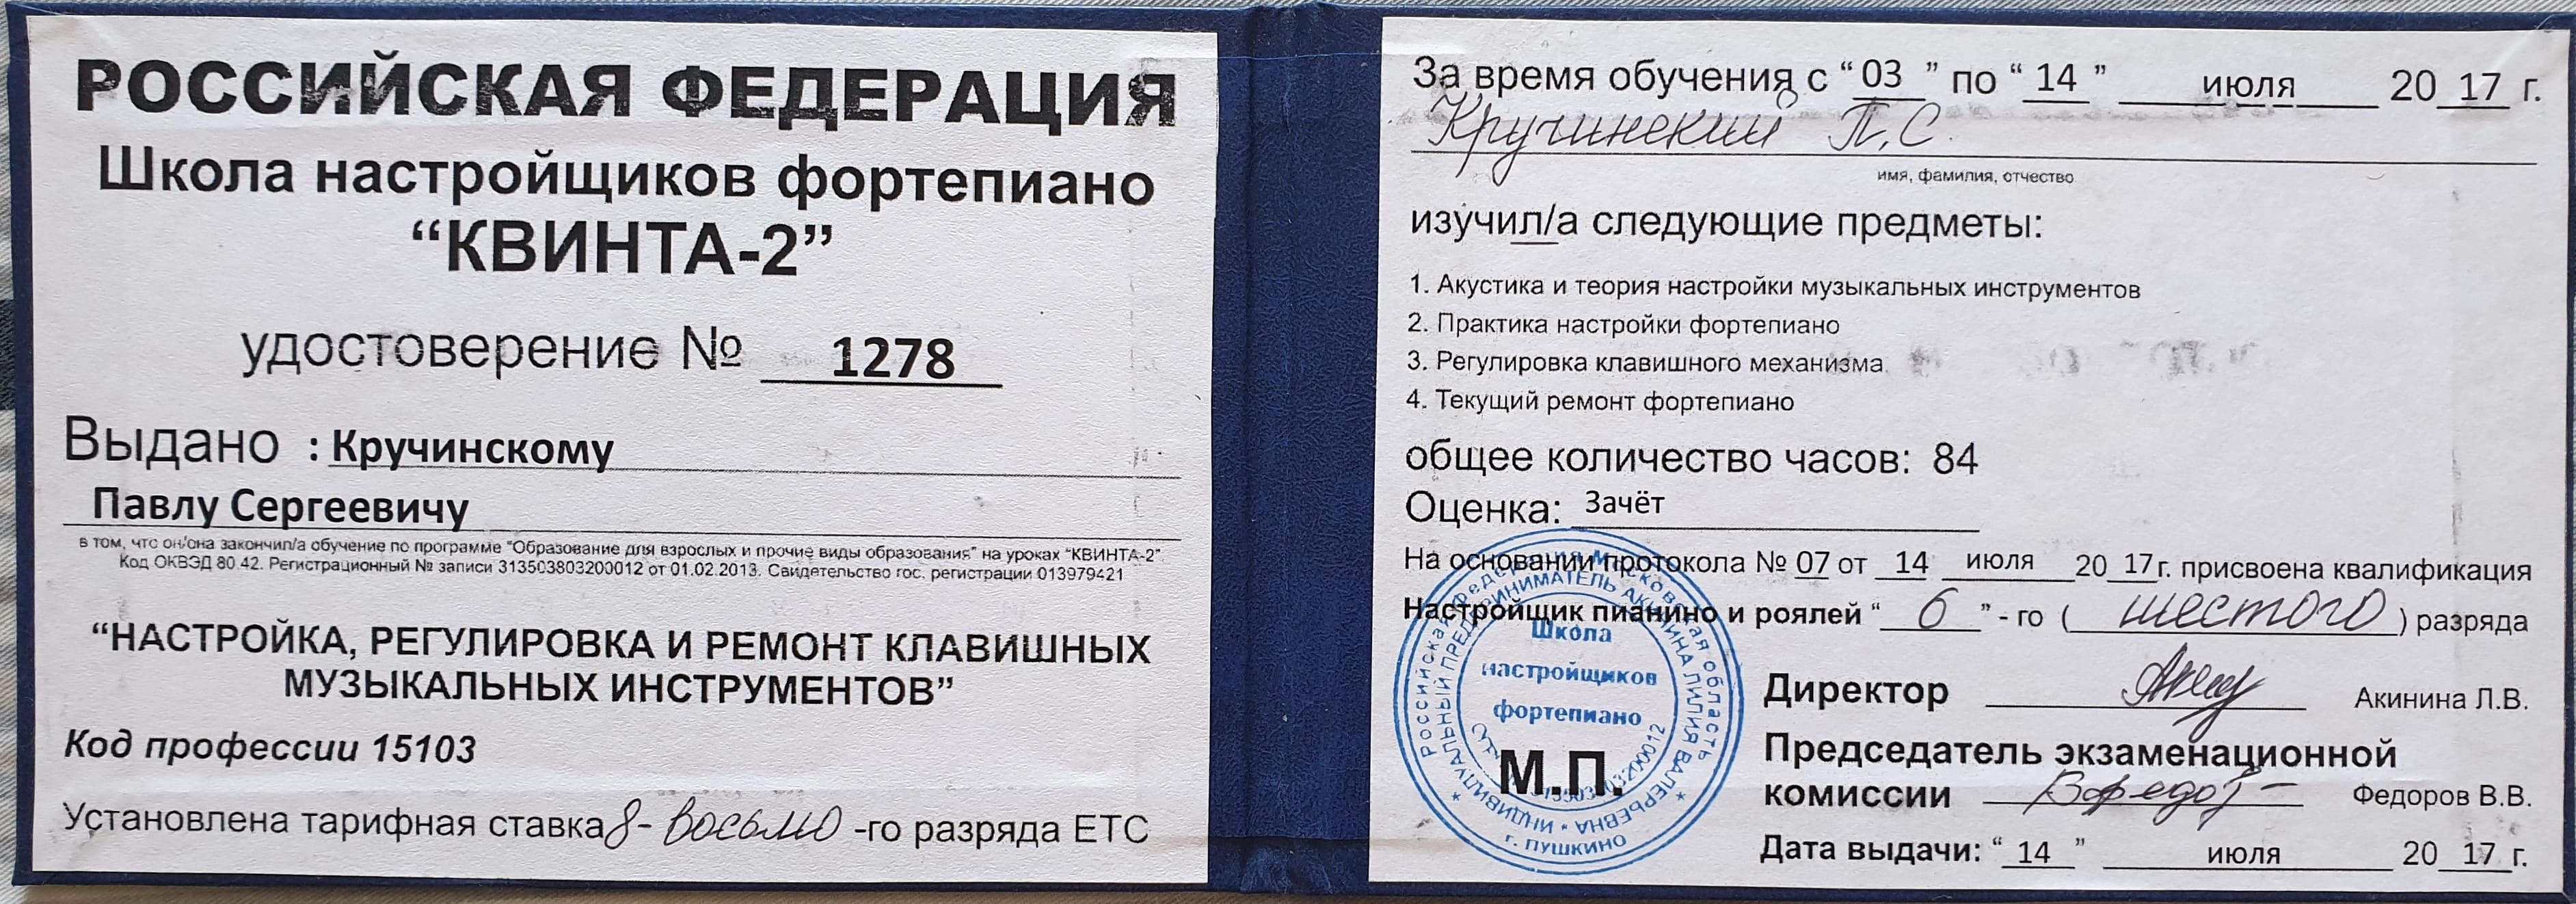 РОССИЙСКАЯ ФЕДЕРАЦИЯ
Школа настройщиков фортепиано
“КВИНТА-2”
удостоверение № 1278
Выдано : Кручинскому
Павлу Сергеевичу
в том, что он/она закончил/а обучение по программе “Образование для взрослых и прочие виды образования” на уроках “КВИНТА-2”.
Код ОКВЭД 80.42. Регистрационный № записи 313503803200012 от 01.02.2013. Свидетельство гос. регистрации 013979421
“НАСТРОЙКА, РЕГУЛИРОВКА И РЕМОНТ КЛАВИШНЫХ
МУЗЫКАЛЬНЫХ ИНСТРУМЕНТОВ”
Код профессии 15103
Установлена тарифная ставка 8- восьмо -го разряда ЕТС
За время обучения с “ 03 ” по “ 14 ” июля 20 17 г.
Кручинский П.С.
имя, фамилия, отчество
изучил/а следующие предметы:
1. Акустика и теория настройки музыкальных инструментов
2. Практика настройки фортепиано
3. Регулировка клавишного механизма
4. Текущий ремонт фортепиано
общее количество часов: 84
Оценка: Зачёт
На основании протокола № 07 от 14 июля 20 17 г. присвоена квалификация
Настройщик пианино и роялей “ 6 ” - го ( шестого ) разряда
Директор Акинина Л.В.
Председатель экзаменационной
комиссии Федоров В.В.
Дата выдачи: “ 14 ” июля 20 17 г.
М.П.
Российская Федерация Московская область
ИНДИВИДУАЛЬНЫЙ ПРЕДПРИНИМАТЕЛЬ АКИНИНА ЛИЛИЯ ВАЛЕРЬЕВНА
г. ПУШКИНО
Школа
настройщиков
фортепиано